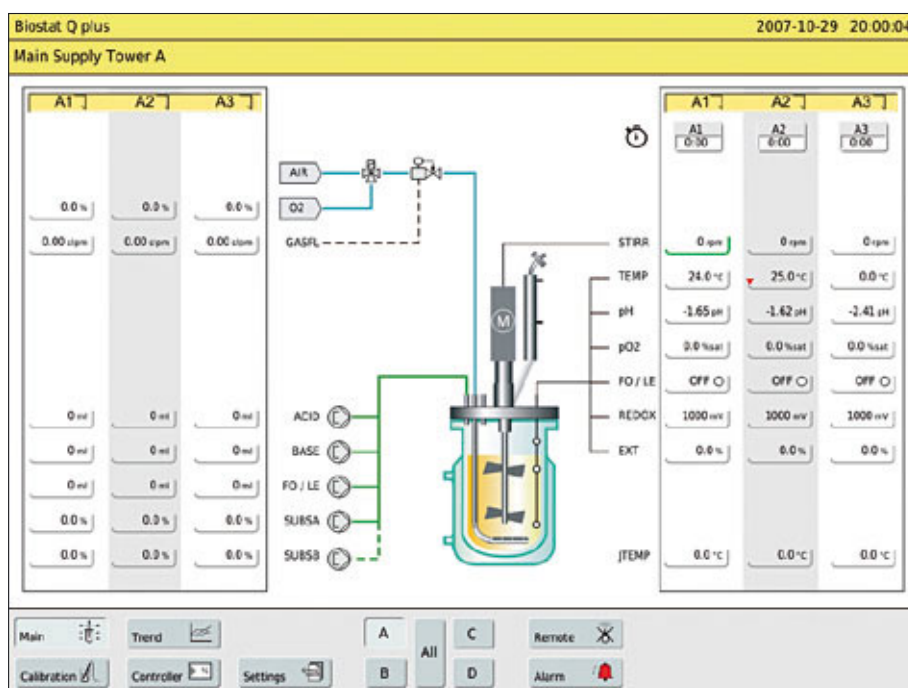 Biostat Q plus 2007-10-29 20:00:04
Main Supply Tower A
A1 A2 A3 A1 A2 A3
A1 A2 A3
0:00 0:00 0:00
AIR
0.0 % 0.0 % 0.0 % O2
0.00 slpm 0.00 slpm 0.00 slpm GASFL STIRR 0 rpm 0 rpm 0 rpm
TEMP 24.0 °C 25.0 °C 0.0 °C
M pH -1.65 pH -1.62 pH -2.41 pH
pO2 0.0 %sat 0.0 %sat 0.0 %sat
FO / LE OFF OFF OFF
0 ml 0 ml 0 ml ACID REDOX 1000 mV 1000 mV 1000 mV
0 ml 0 ml 0 ml BASE EXT 0.0 % 0.0 % 0.0 %
0 ml 0 ml 0 ml FO / LE
0.0 % 0.0 % 0.0 % SUBSA
0.0 % 0.0 % 0.0 % SUBSB JTEMP 0.0 °C 0.0 °C 0.0 °C
Main Trend A All C Remote
Calibration Controller Settings B D Alarm